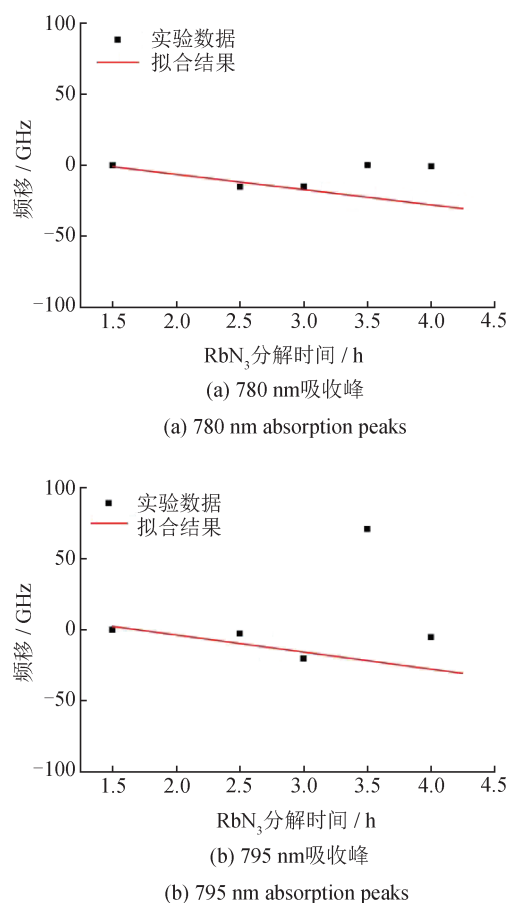 100
实验数据
拟合结果
50
0
−50
−100
频移 / GHz
1.5 2.0 2.5 3.0 3.5 4.0 4.5
RbN₃分解时间 / h
(a) 780 nm吸收峰
(a) 780 nm absorption peaks
100
实验数据
拟合结果
50
0
−50
−100
频移 / GHz
1.5 2.0 2.5 3.0 3.5 4.0 4.5
RbN₃分解时间 / h
(b) 795 nm吸收峰
(b) 795 nm absorption peaks